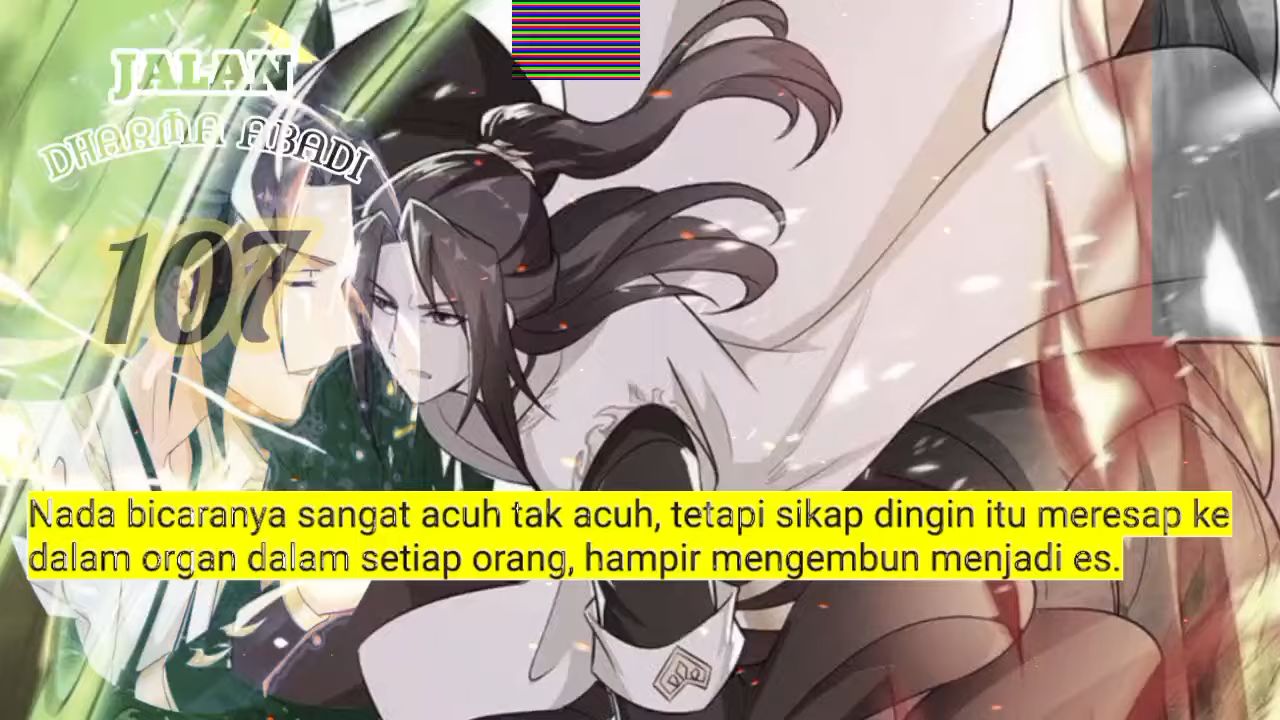 JALAN
DHARMA ABADI
107
Nada bicaranya sangat acuh tak acuh, tetapi sikap dingin itu meresap ke
dalam organ dalam setiap orang, hampir mengembun menjadi es.